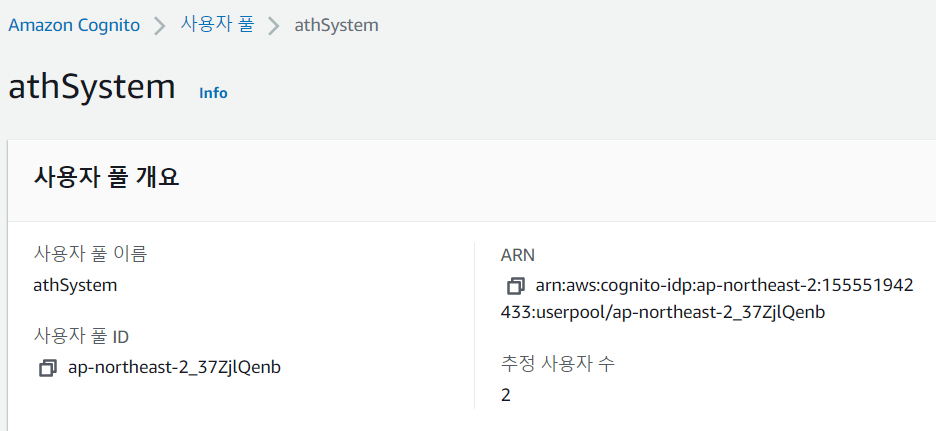 Amazon Cognito > 사용자 풀 > athSystem
athSystem Info
사용자 풀 개요
사용자 풀 이름
athSystem
사용자 풀 ID
ap-northeast-2_37ZjlQenb
ARN
arn:aws:cognito-idp:ap-northeast-2:155551942
433:userpool/ap-northeast-2_37ZjlQenb
추정 사용자 수
2